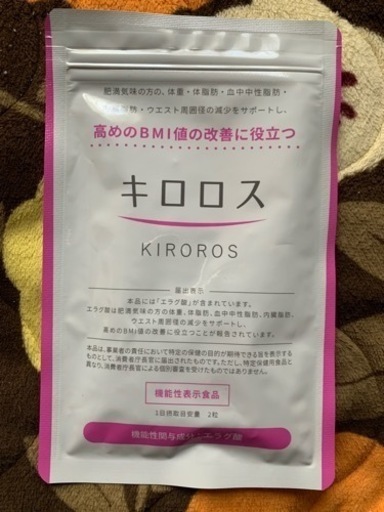 肥満気味の方の、体重・体脂肪・血中中性脂肪・
内臓脂肪・ウエスト周囲径の減少をサポートし、
高めのBMI値の改善に役立つ
キロロス
KIROROS
届出表示
本品には「エラグ酸」が含まれています。
エラグ酸は肥満気味の方の体重、体脂肪、血中中性脂肪、内臓脂肪、
ウエスト周囲径の減少をサポートし、
高めのBMI値の改善に役立つことが報告されています。
本品は、事業者の責任において特定の保健の目的が期待できる旨を表示する
ものとして、消費者庁長官に届出されたものです。ただし、特定保健用食品と
異なり、消費者庁長官による個別審査を受けたものではありません。
機能性表示食品
1日摂取目安量 2粒
機能性関与成分:エラグ酸